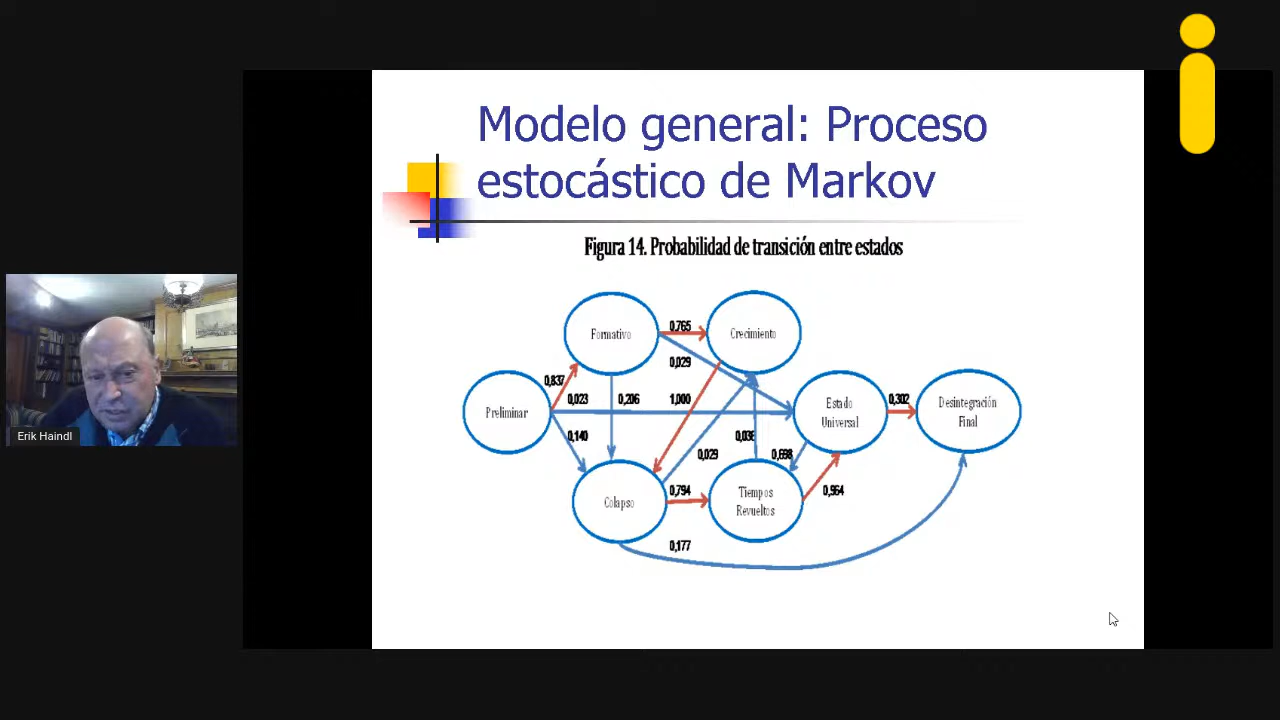 Modelo general: Proceso
estocástico de Markov
Figura 14. Probabilidad de transición entre estados
Formativo
0,765
Crecimiento
0,029
0,837
0,023
0,206
1,000
Preliminar
Estado
Universal
0,302
Desintegración
Final
0,140
0,036
0,029
0,698
Colapso
0,794
Tiempos
Revueltos
0,964
0,177
Erik Haindl